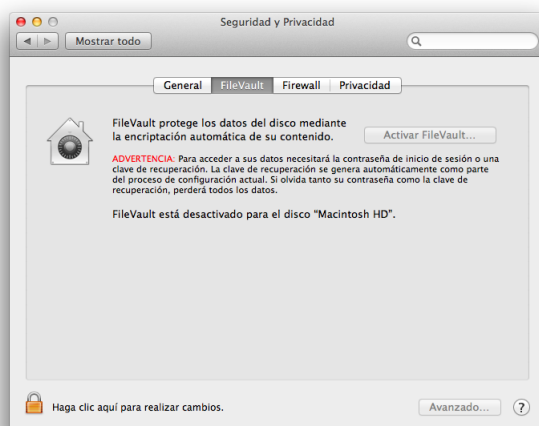 Seguridad y Privacidad
Mostrar todo
General FileVault Firewall Privacidad
FileVault protege los datos del disco mediante
la encriptación automática de su contenido.
Activar FileVault...
ADVERTENCIA: Para acceder a sus datos necesitará la contraseña de inicio de sesión o una
clave de recuperación. La clave de recuperación se genera automáticamente como parte
del proceso de configuración actual. Si olvida tanto su contraseña como la clave de
recuperación, perderá todos los datos.
FileVault está desactivado para el disco “Macintosh HD”.
Haga clic aquí para realizar cambios.
Avanzado...
?